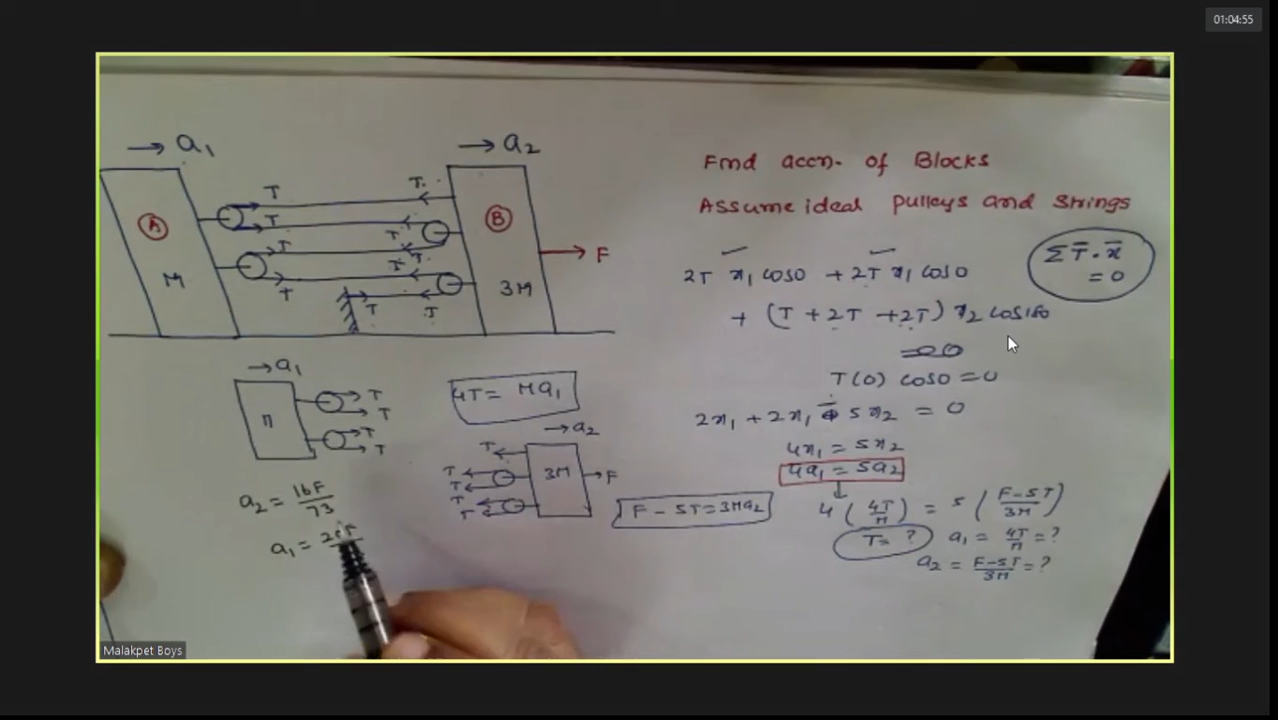 01:04:55
→ a1
→ a2
Find accn. of Blocks
Assume ideal pulleys and strings
A
M
B
3M
F
T
T
T
T
T
T
T
T
T
T
T
T
2T x1 cos0 + 2T x1 cos0
+ (T + 2T + 2T) x2 cos180
= 0
ΣT̄·x̄
= 0
T(0) cos0 = 0
2x1 + 2x1 - 5x2 = 0
4x1 = 5x2
4a1 = 5a2
4 (4T/M) = 5 (F-5T/3M)
T = ?
a1 = 4T/M = ?
a2 = F-5T/3M = ?
→ a1
M
T
T
T
T
4T = Ma1
→ a2
T
T
T
T
T
3M
→ F
F - 5T = 3Ma2
a2 = 16F/73
a1 =
Malakpet Boys